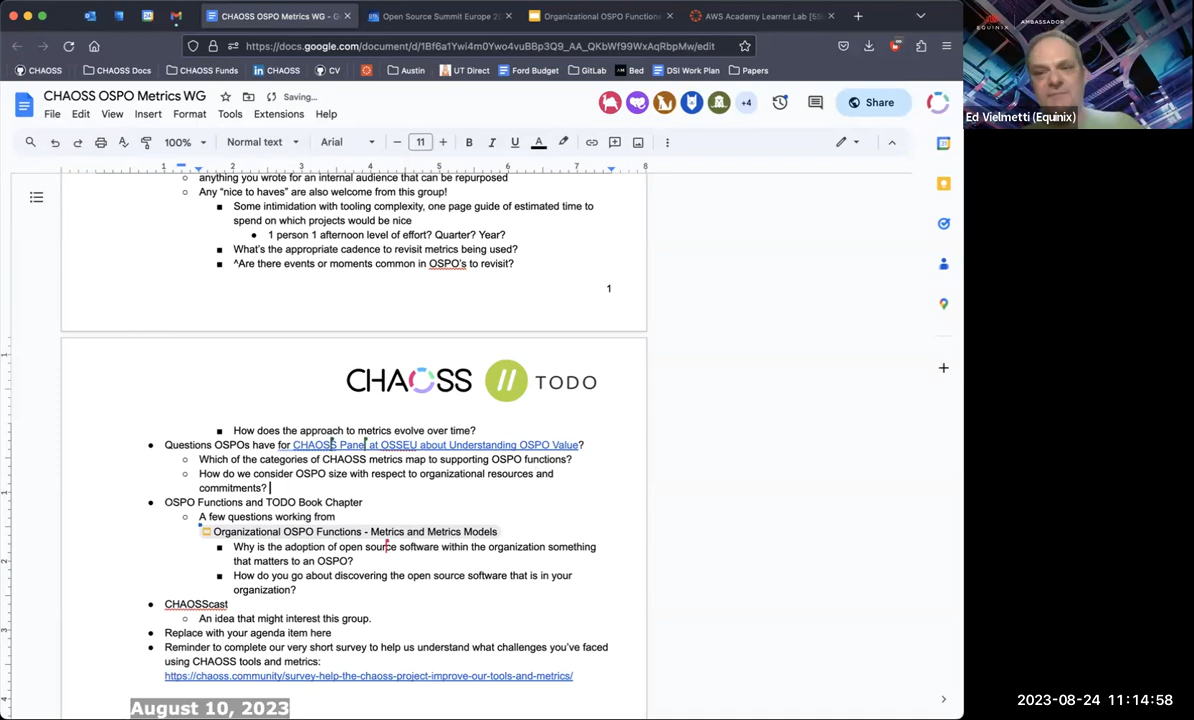 CHAOSS OSPO Metrics WG - G
Open Source Summit Europe 2
Organizational OSPO Functions
AWS Academy Learner Lab [55
https://docs.google.com/document/d/1Bf6a1Ywi4m0Ywo4vuB8p3Q9_AA_QKbWf99WxAqRbpMw/edit
CHAOSS
CHAOSS Docs
CHAOSS Funds
CHAOSS
CV
Austin
UT Direct
Ford Budget
GitLab
Bed
DSI Work Plan
Papers
CHAOSS OSPO Metrics WG
Saving...
File Edit View Insert Format Tools Extensions Help
+4
Share
100%
Normal text
Arial
11
1 2 3 4 5 6 7 8
anything you wrote for an internal audience that can be repurposed
Any “nice to haves” are also welcome from this group!
Some intimidation with tooling complexity, one page guide of estimated time to
spend on which projects would be nice
1 person 1 afternoon level of effort? Quarter? Year?
What’s the appropriate cadence to revisit metrics being used?
^Are there events or moments common in OSPO’s to revisit?
1
CHAOSS // TODO
How does the approach to metrics evolve over time?
Questions OSPOs have for CHAOSS Panel at OSSEU about Understanding OSPO Value?
Which of the categories of CHAOSS metrics map to supporting OSPO functions?
How do we consider OSPO size with respect to organizational resources and
commitments?
OSPO Functions and TODO Book Chapter
A few questions working from
Organizational OSPO Functions - Metrics and Metrics Models
Why is the adoption of open source software within the organization something
that matters to an OSPO?
How do you go about discovering the open source software that is in your
organization?
CHAOSScast
An idea that might interest this group.
Replace with your agenda item here
Reminder to complete our very short survey to help us understand what challenges you’ve faced
using CHAOSS tools and metrics:
https://chaoss.community/survey-help-the-chaoss-project-improve-our-tools-and-metrics/
August 10, 2023
EQUINIX
AMBASSADOR
Ed Vielmetti (Equinix)
2023-08-24 11:14:58